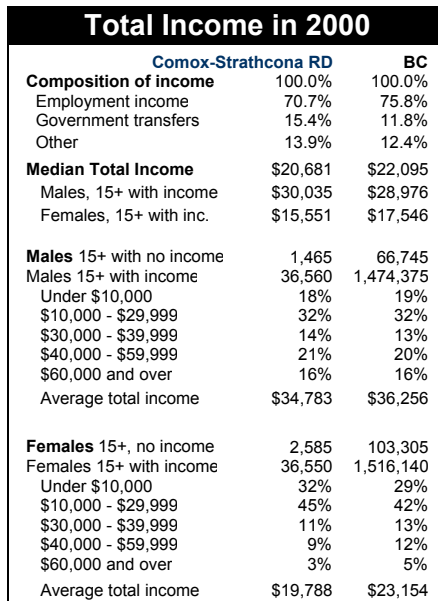 Total Income in 2000
Comox-Strathcona RD BC
Composition of income 100.0% 100.0%
Employment income 70.7% 75.8%
Government transfers 15.4% 11.8%
Other 13.9% 12.4%
Median Total Income $20,681 $22,095
Males, 15+ with income $30,035 $28,976
Females, 15+ with inc. $15,551 $17,546
Males 15+ with no income 1,465 66,745
Males 15+ with income 36,560 1,474,375
Under $10,000 18% 19%
$10,000 - $29,999 32% 32%
$30,000 - $39,999 14% 13%
$40,000 - $59,999 21% 20%
$60,000 and over 16% 16%
Average total income $34,783 $36,256
Females 15+, no income 2,585 103,305
Females 15+ with income 36,550 1,516,140
Under $10,000 32% 29%
$10,000 - $29,999 45% 42%
$30,000 - $39,999 11% 13%
$40,000 - $59,999 9% 12%
$60,000 and over 3% 5%
Average total income $19,788 $23,154